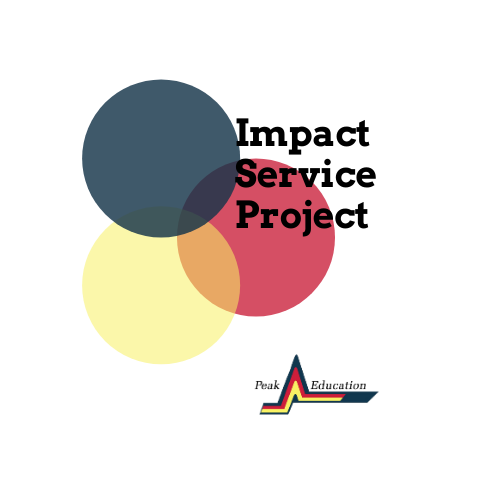 Impact
Service
Project
Peak Education